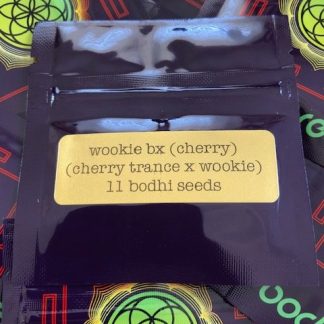 wookie bx (cherry)
(cherry trance x wookie)
11 bodhi seeds